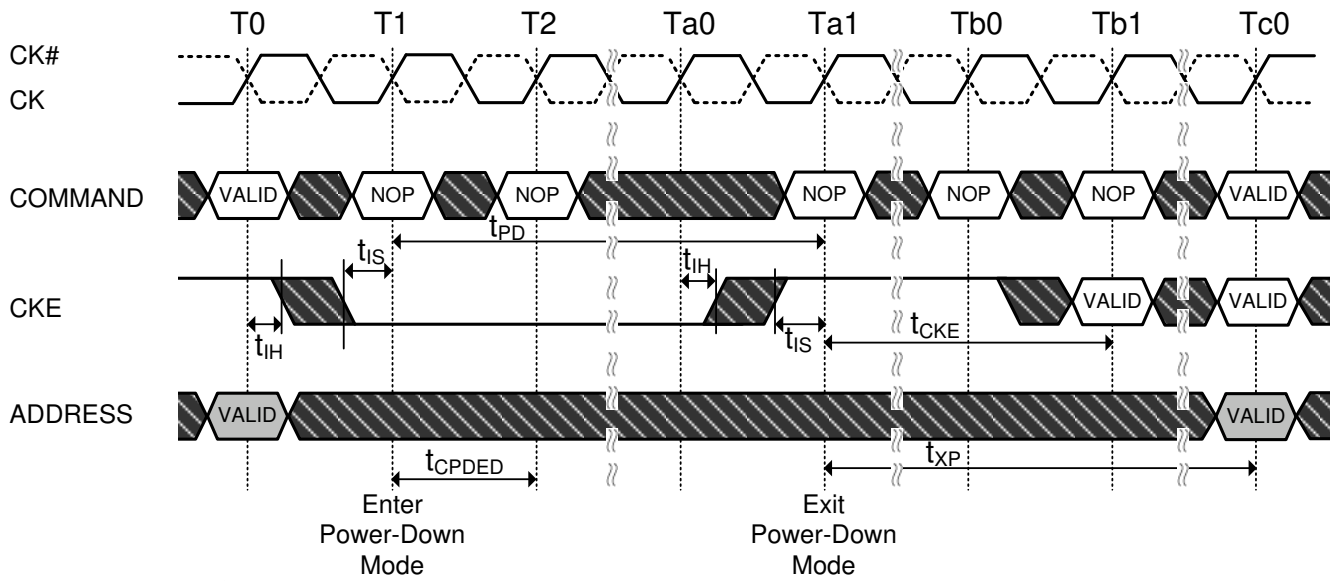 T0 T1 T2 Ta0 Ta1 Tb0 Tb1 Tc0
CK#
CK
COMMAND VALID NOP NOP NOP NOP NOP VALID
tPD
tIS tIH
CKE VALID VALID
tIH tIS tCKE
ADDRESS VALID VALID
tCPDED tXP
Enter
Power-Down
Mode
Exit
Power-Down
Mode